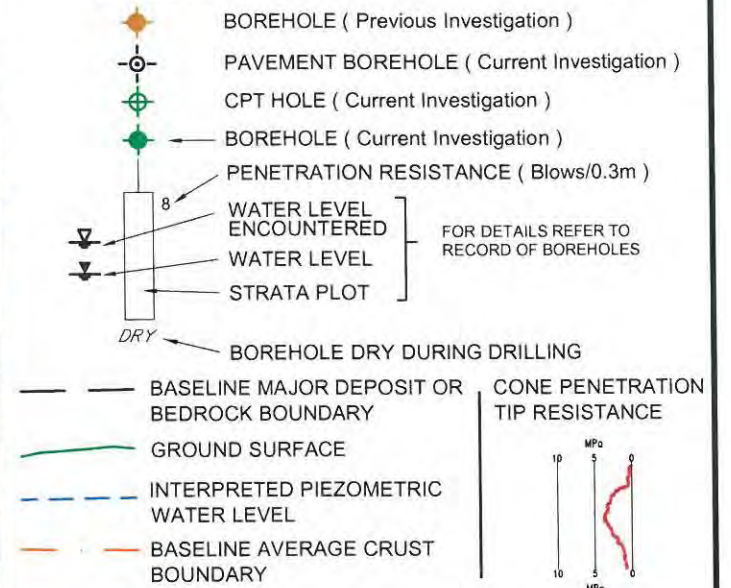 BOREHOLE ( Previous Investigation )
PAVEMENT BOREHOLE ( Current Investigation )
CPT HOLE ( Current Investigation )
BOREHOLE ( Current Investigation )
PENETRATION RESISTANCE ( Blows/0.3m )
8
WATER LEVEL
ENCOUNTERED
WATER LEVEL
STRATA PLOT
FOR DETAILS REFER TO
RECORD OF BOREHOLES
DRY
BOREHOLE DRY DURING DRILLING
BASELINE MAJOR DEPOSIT OR
BEDROCK BOUNDARY
GROUND SURFACE
INTERPRETED PIEZOMETRIC
WATER LEVEL
BASELINE AVERAGE CRUST
BOUNDARY
CONE PENETRATION
TIP RESISTANCE
MPa
10 5 0
10 5 0
MPa